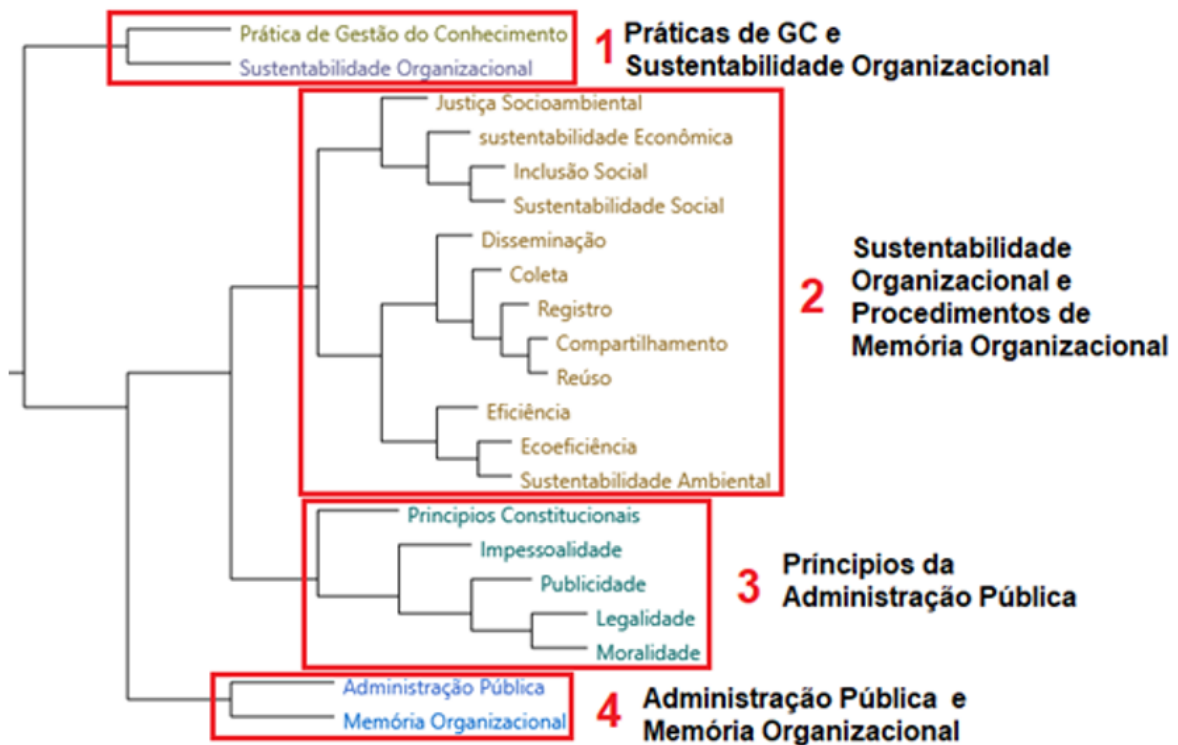 Prática de Gestão do Conhecimento
Sustentabilidade Organizacional
1 Práticas de GC e
Sustentabilidade Organizacional
Justiça Socioambiental
sustentabilidade Econômica
Inclusão Social
Sustentabilidade Social
Disseminação
Coleta
Registro
Compartilhamento
Reúso
Eficiência
Ecoeficiência
Sustentabilidade Ambiental
2 Sustentabilidade
Organizacional e
Procedimentos de
Memória Organizacional
Principios Constitucionais
Impessoalidade
Publicidade
Legalidade
Moralidade
3 Príncipios da
Administração Pública
Administração Pública
Memória Organizacional
4 Administração Pública e
Memória Organizacional